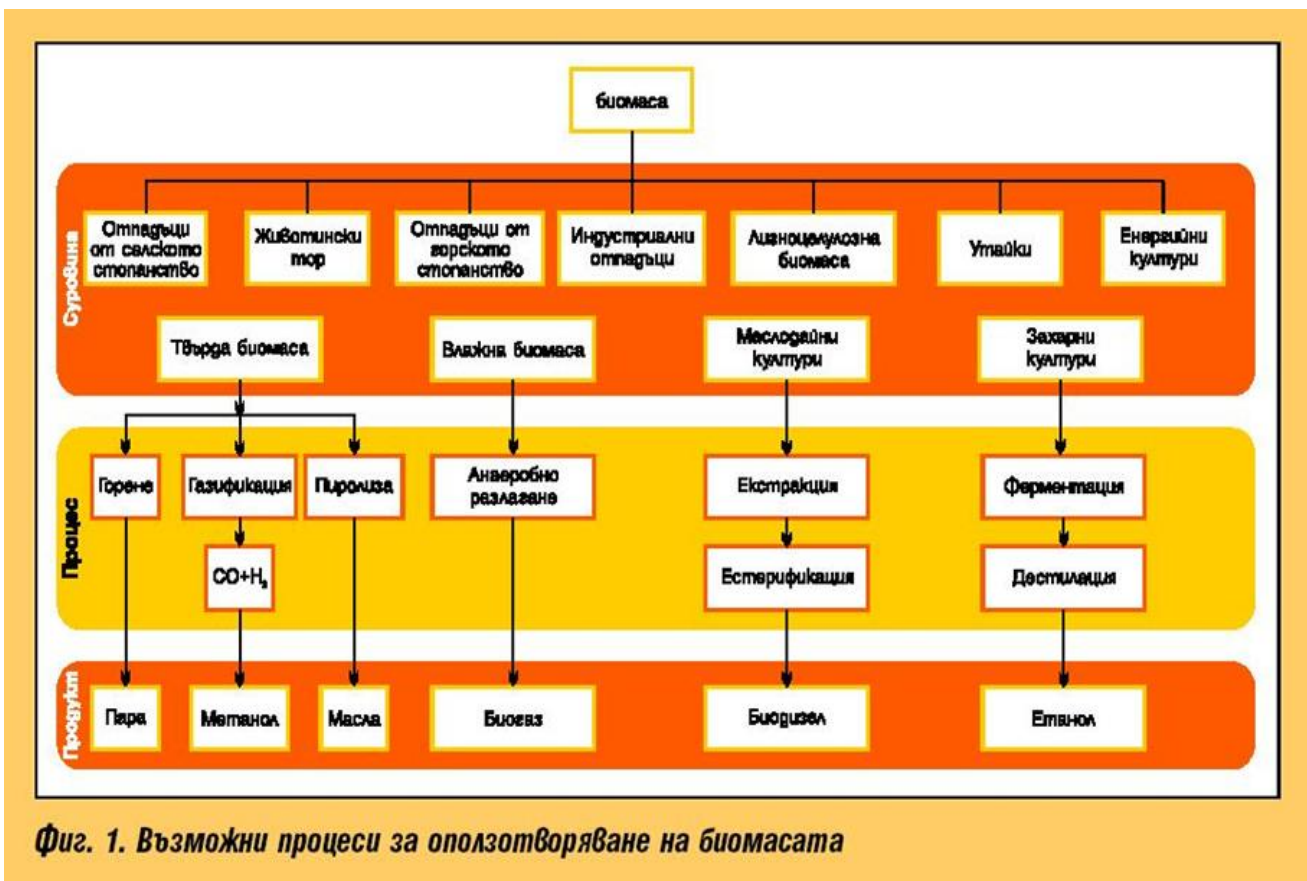 биомаса
Суровина
Отпадъци
от селското
стопанство
Животински
тор
Отпадъци от
горското
стопанство
Индустриални
отпадъци
Лигноцелулозна
биомаса
Утайки
Енергийни
култури
Твърда биомаса
Влажна биомаса
Маслодайни
култури
Захарни
култури
Процес
Горене
Газификация
Пиролиза
Анаеробно
разлагане
Екстракция
Ферментация
CO+H₂
Естерификация
Дестилация
Продукт
Пара
Метанол
Масла
Биогаз
Биодизел
Етанол
Фиг. 1. Възможни процеси за оползотворяване на биомасата